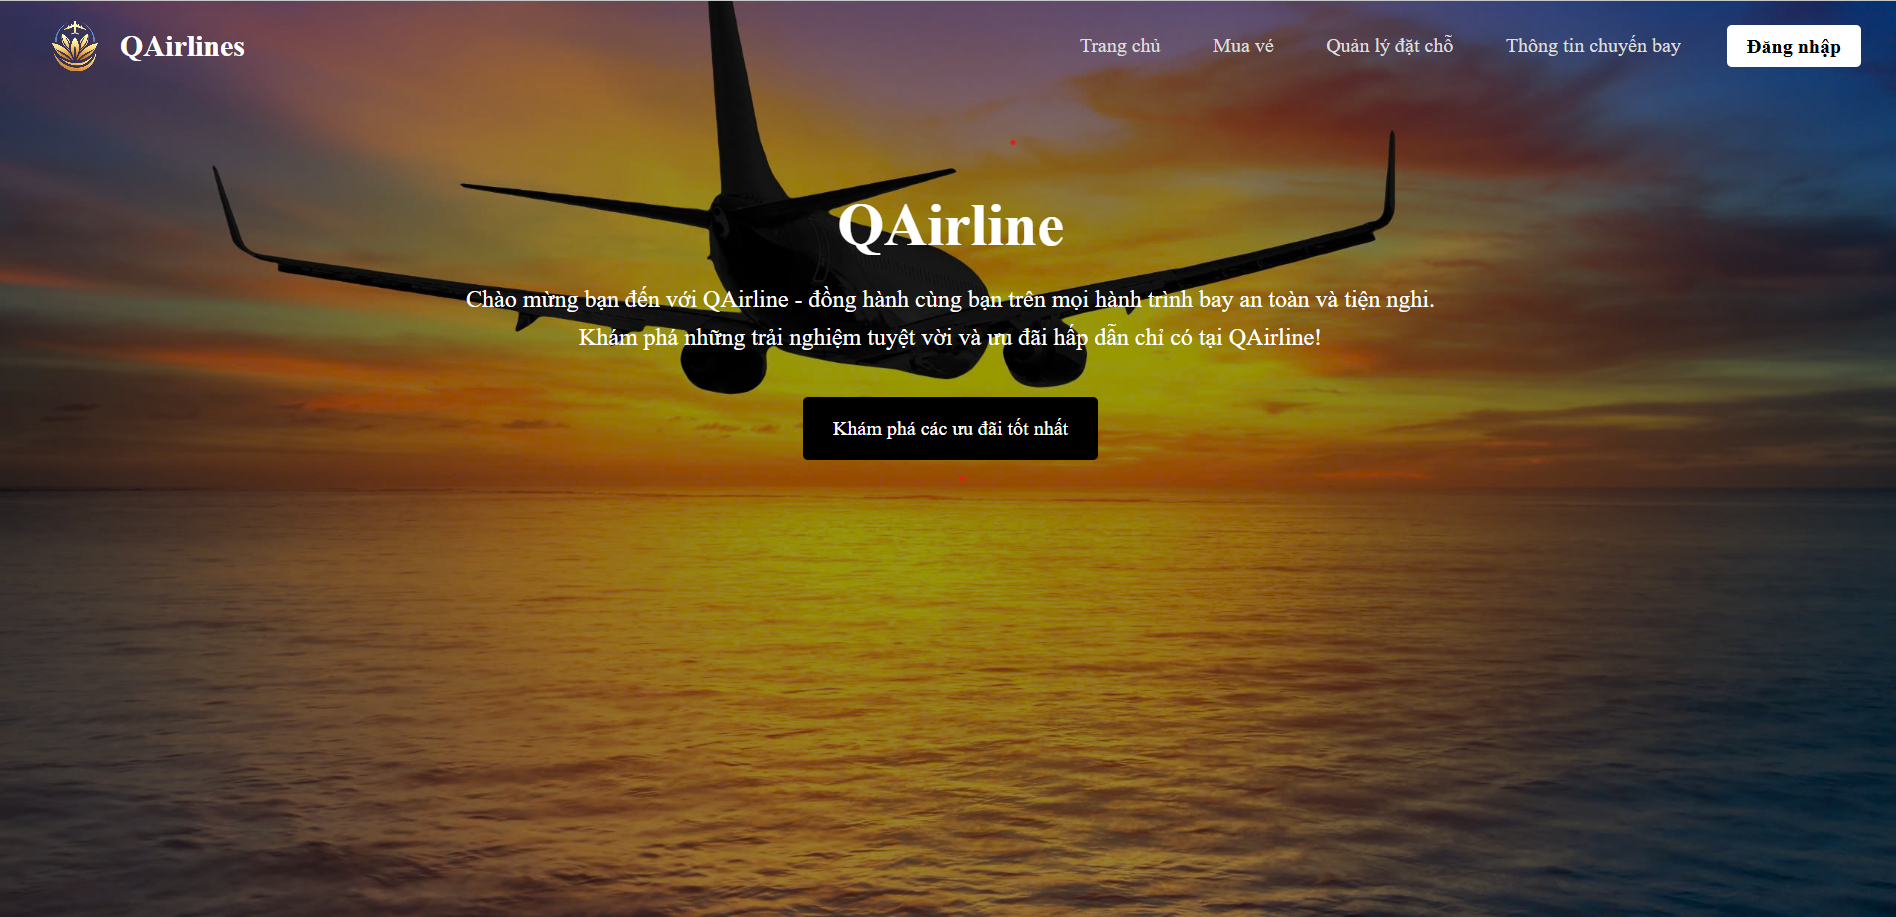 QAirlines
Trang chủ
Mua vé
Quản lý đặt chỗ
Thông tin chuyến bay
Đăng nhập
QAirline
Chào mừng bạn đến với QAirline - đồng hành cùng bạn trên mọi hành trình bay an toàn và tiện nghi.
Khám phá những trải nghiệm tuyệt vời và ưu đãi hấp dẫn chỉ có tại QAirline!
Khám phá các ưu đãi tốt nhất